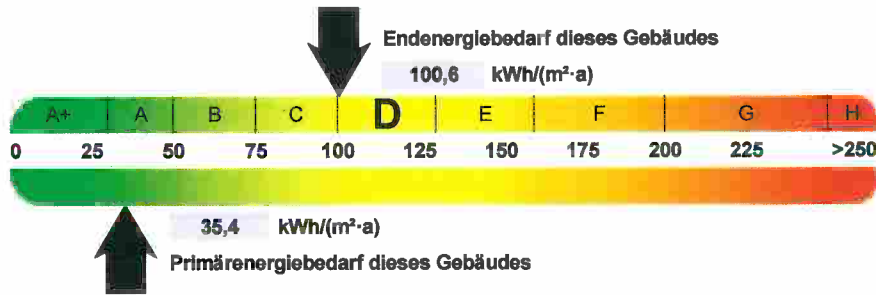 Endenergiebedarf dieses Gebäudes
100,6 kWh/(m²·a)
A+ A B C D E F G H
0 25 50 75 100 125 150 175 200 225 >250
35,4 kWh/(m²·a)
Primärenergiebedarf dieses Gebäudes